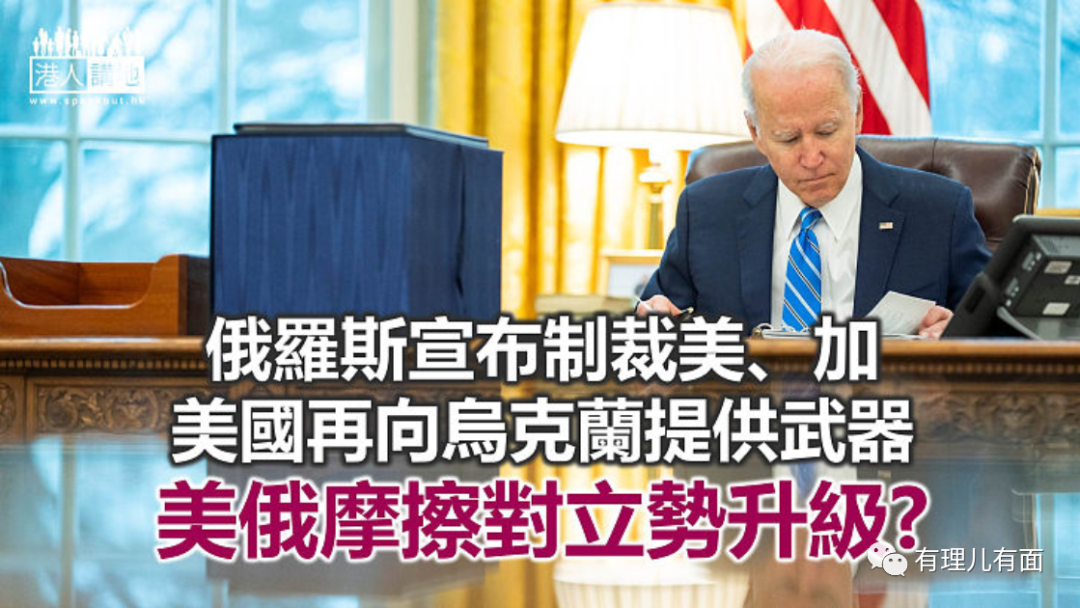 港人講地
www.speakout.hk
俄羅斯宣布制裁美、加
美國再向烏克蘭提供武器
美俄摩擦對立勢升級?
有理儿有面